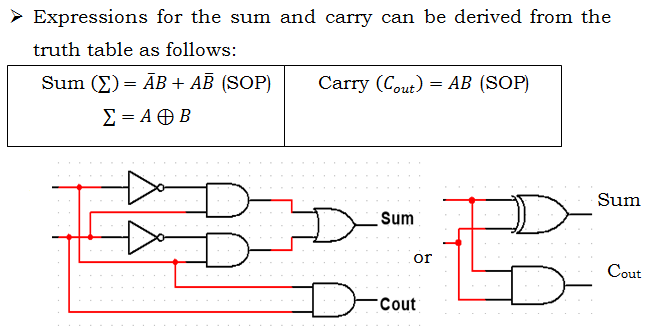 ➢ Expressions for the sum and carry can be derived from the
truth table as follows:
Sum (∑) = ĀB + AB̄ (SOP)
∑ = A ⊕ B
Carry (Cout) = AB (SOP)
Sum
or
Cout
Sum
Cout